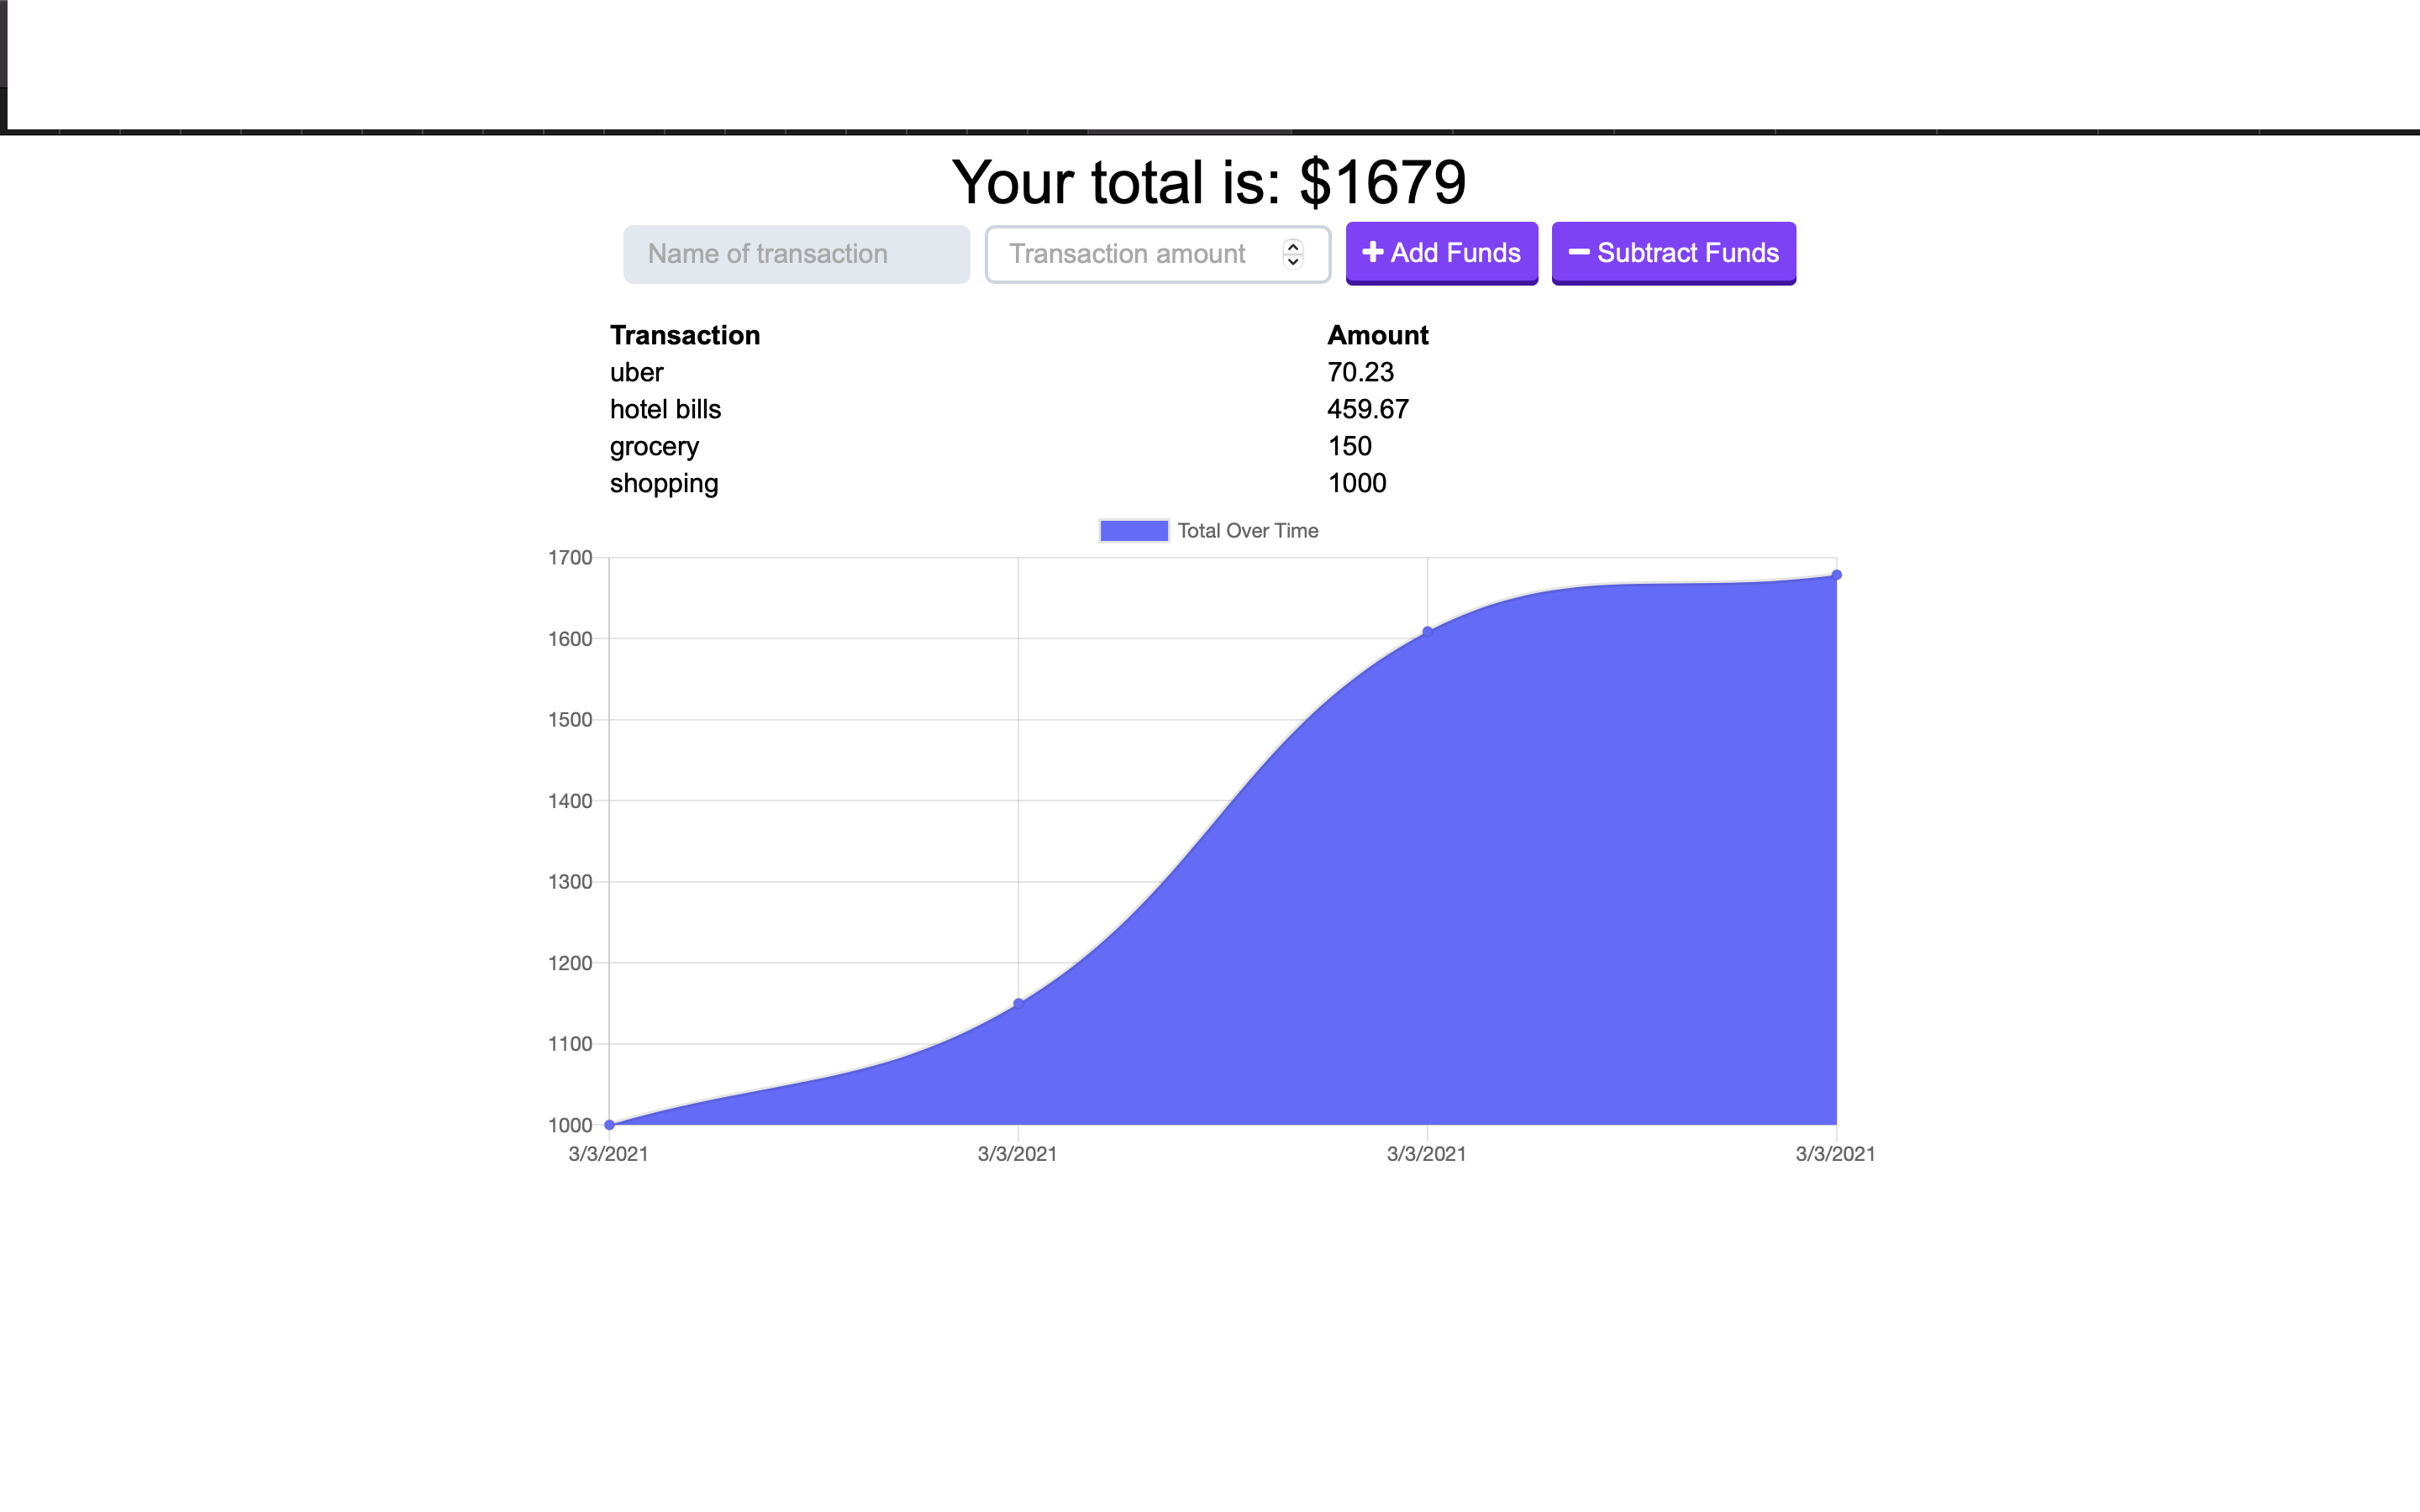 Your total is: $1679
Name of transaction Transaction amount Add Funds Subtract Funds
Transaction Amount
uber 70.23
hotel bills 459.67
grocery 150
shopping 1000
Total Over Time
1700
1600
1500
1400
1300
1200
1100
1000
3/3/2021 3/3/2021 3/3/2021 3/3/2021